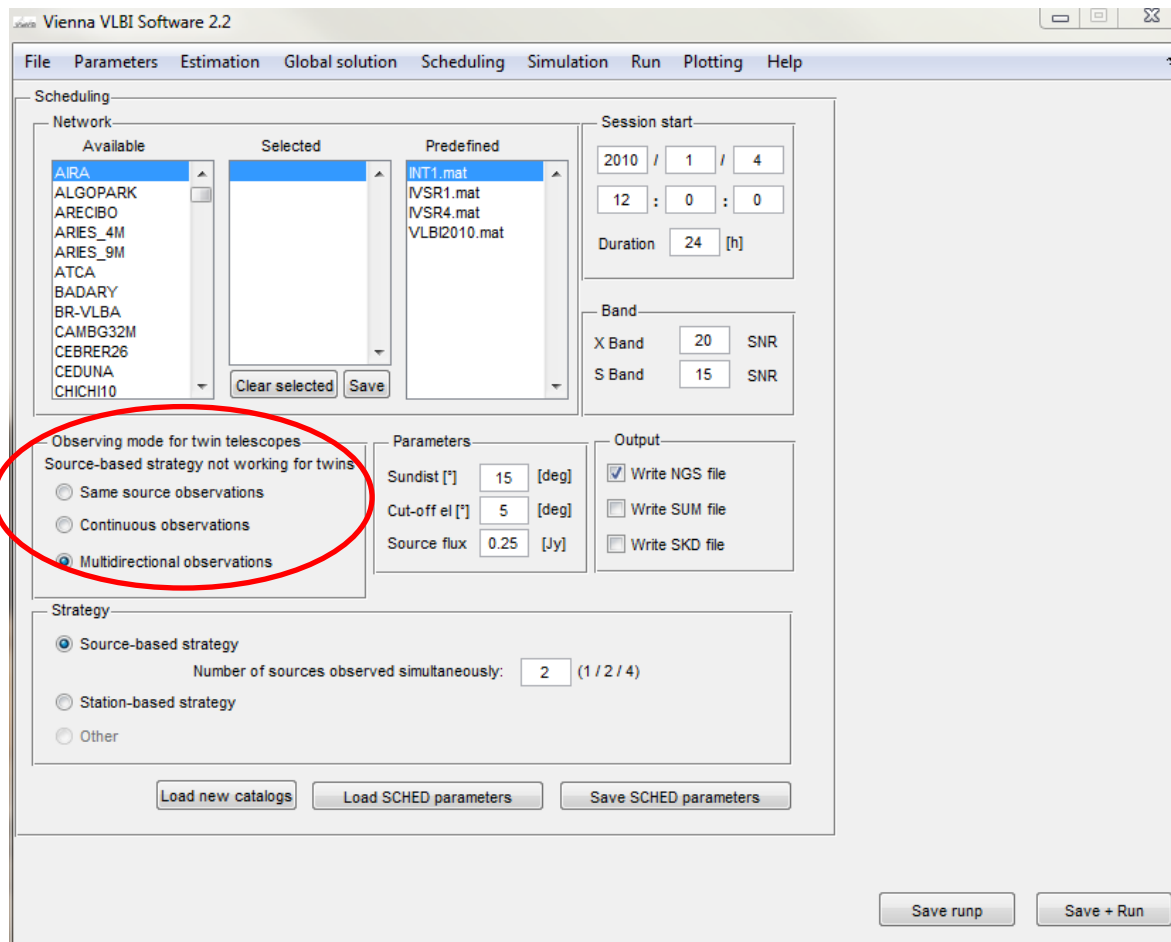 Vienna VLBI Software 2.2
File Parameters Estimation Global solution Scheduling Simulation Run Plotting Help
Scheduling
Network
Available
AIRA
ALGOPARK
ARECIBO
ARIES_4M
ARIES_9M
ATCA
BADARY
BR-VLBA
CAMBG32M
CEBRER26
CEDUNA
CHICHI10
Selected
Clear selected Save
Predefined
INT1.mat
IVSR1.mat
IVSR4.mat
VLBI2010.mat
Session start
2010 / 1 / 4
12 : 0 : 0
Duration 24 [h]
Band
X Band 20 SNR
S Band 15 SNR
Observing mode for twin telescopes
Source-based strategy not working for twins
Same source observations
Continuous observations
Multidirectional observations
Parameters
Sundist [°] 15 [deg]
Cut-off el [°] 5 [deg]
Source flux 0.25 [Jy]
Output
Write NGS file
Write SUM file
Write SKD file
Strategy
Source-based strategy
Number of sources observed simultaneously: 2 (1 / 2 / 4)
Station-based strategy
Other
Load new catalogs Load SCHED parameters Save SCHED parameters
Save runp Save + Run